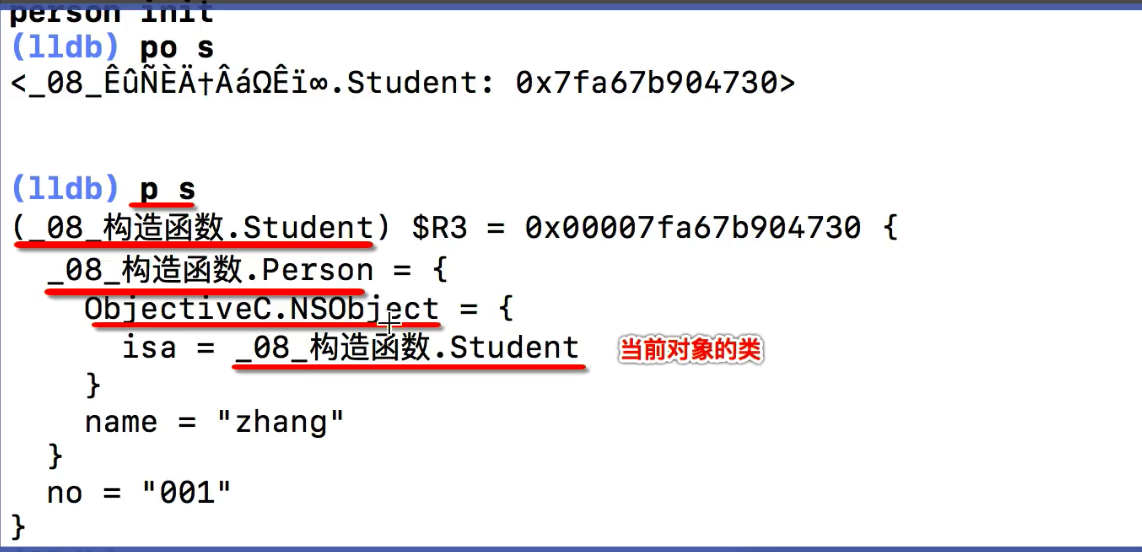 person init
(lldb) po s
<_08_ÊûÑÈÄ†ÂáΩÊï∞.Student: 0x7fa67b904730>
(lldb) p s
(_08_构造函数.Student) $R3 = 0x00007fa67b904730 {
_08_构造函数.Person = {
ObjectiveC.NSObject = {
isa = _08_构造函数.Student 当前对象的类
}
name = "zhang"
}
no = "001"
}